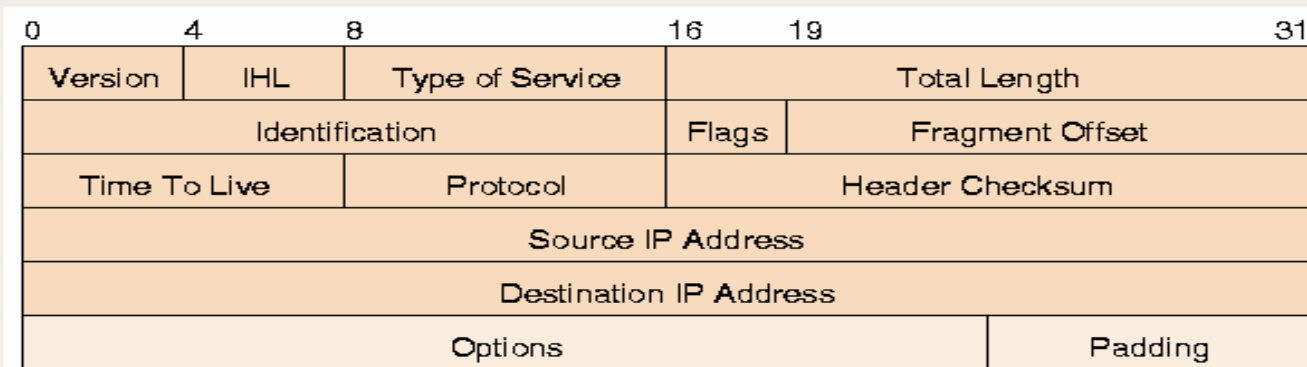 0 4 8 16 19 31
Version IHL Type of Service Total Length
Identification Flags Fragment Offset
Time To Live Protocol Header Checksum
Source IP Address
Destination IP Address
Options Padding